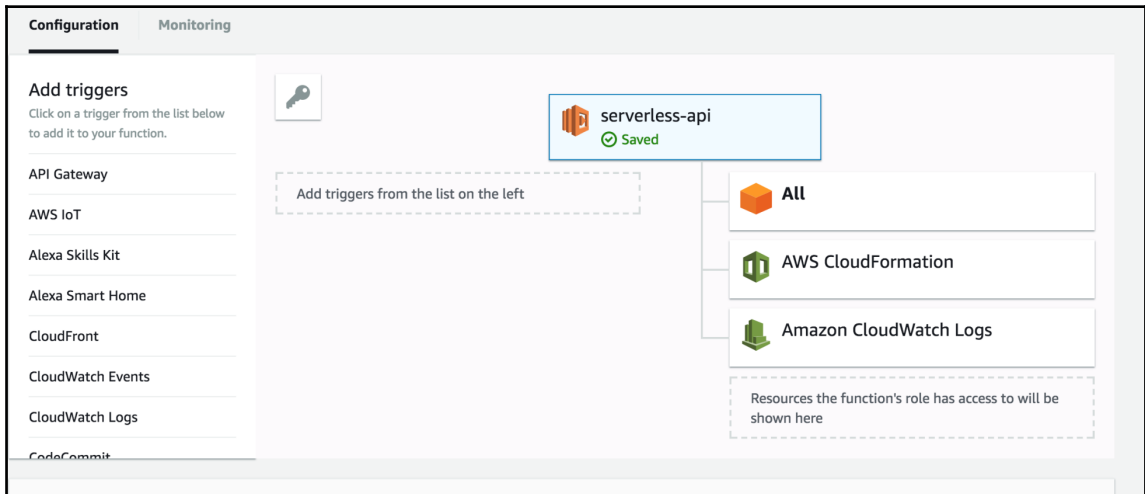 Configuration
Monitoring
Add triggers
Click on a trigger from the list below
to add it to your function.
API Gateway
AWS IoT
Alexa Skills Kit
Alexa Smart Home
CloudFront
CloudWatch Events
CloudWatch Logs
CodeCommit
serverless-api
Saved
Add triggers from the list on the left
All
AWS CloudFormation
Amazon CloudWatch Logs
Resources the function's role has access to will be
shown here